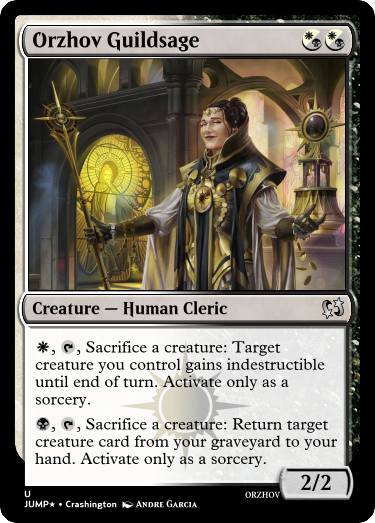 Orzhov Guildsage
Creature — Human Cleric
, , Sacrifice a creature: Target
creature you control gains indestructible
until end of turn. Activate only as a
sorcery.
, , Sacrifice a creature: Return target
creature card from your graveyard to your
hand. Activate only as a sorcery.
2/2
U
JUMP★ • Crashington Andre Garcia
ORZHOV